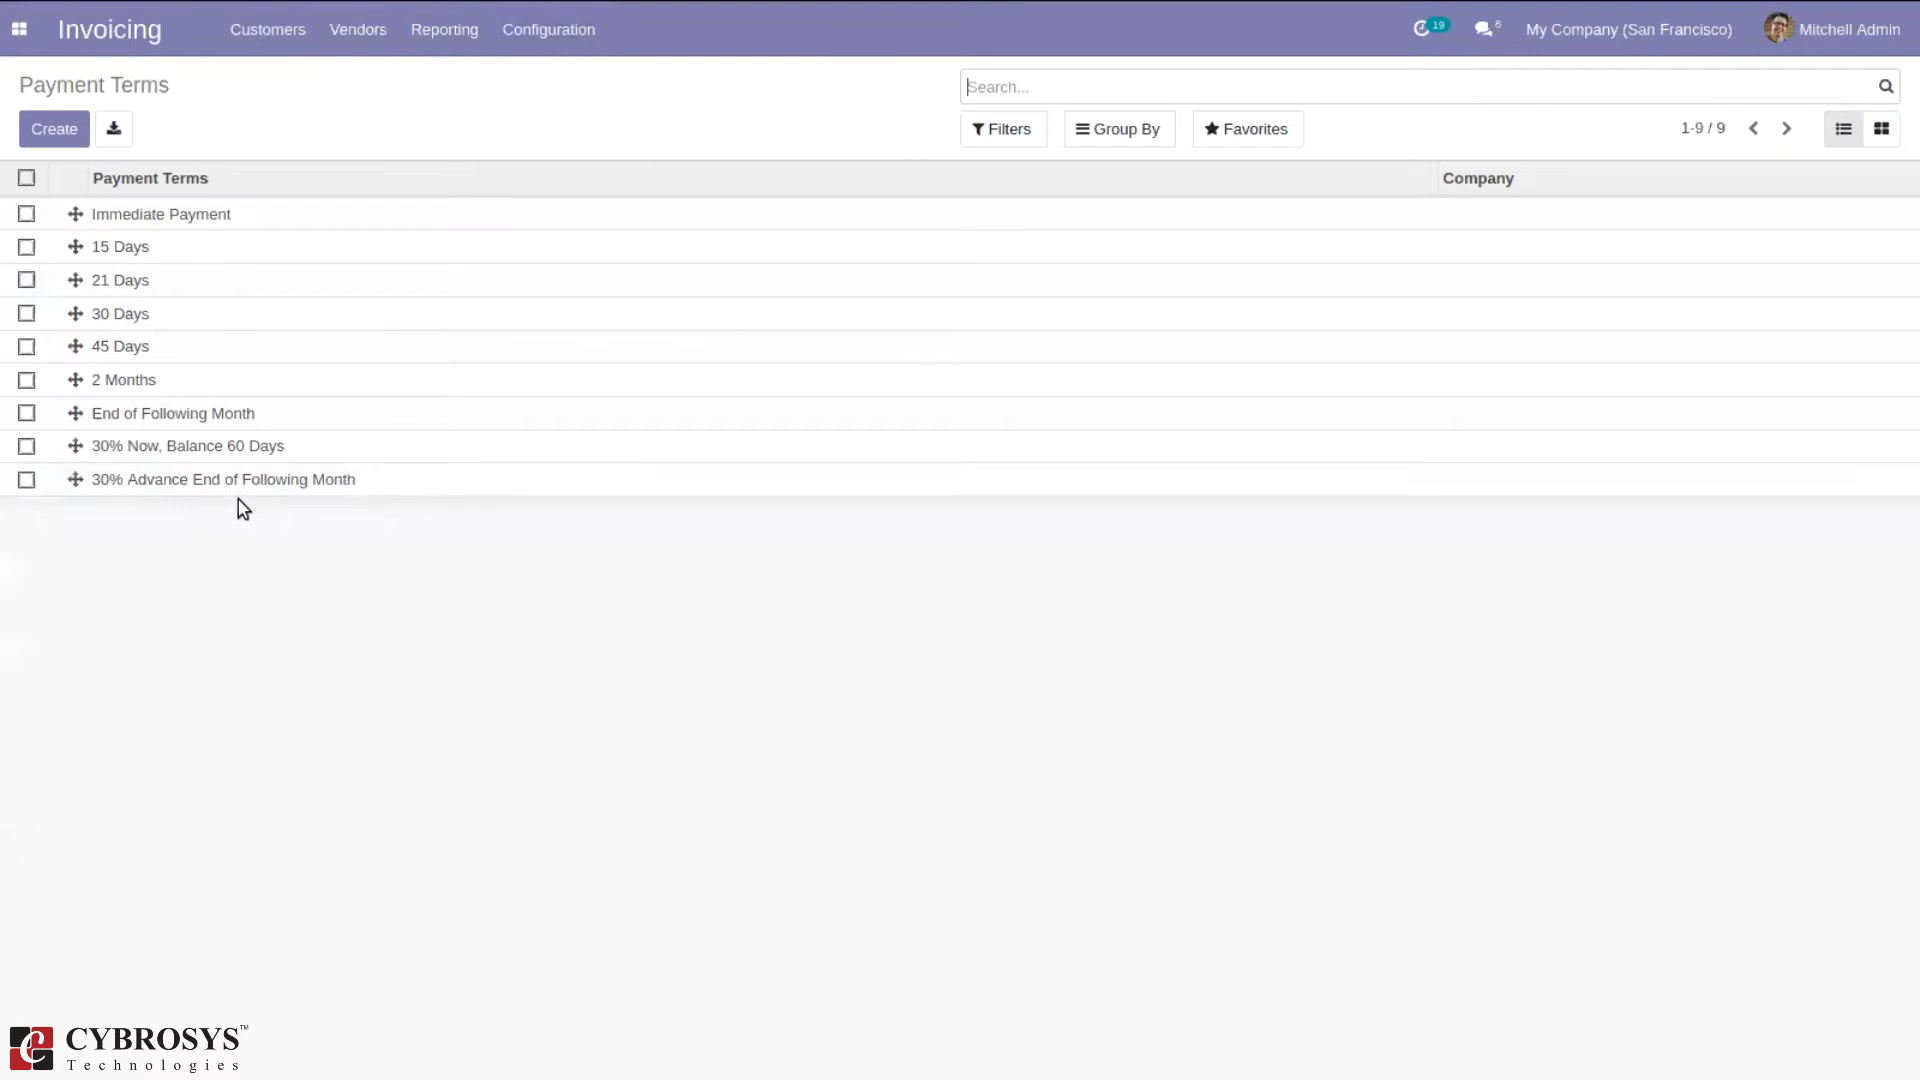 Invoicing Customers Vendors Reporting Configuration 19 6 My Company (San Francisco) Mitchell Admin
Payment Terms
Search...
Create Filters Group By Favorites 1-9 / 9
Payment Terms Company
Immediate Payment
15 Days
21 Days
30 Days
45 Days
2 Months
End of Following Month
30% Now, Balance 60 Days
30% Advance End of Following Month
CYBROSYS™
Technologies